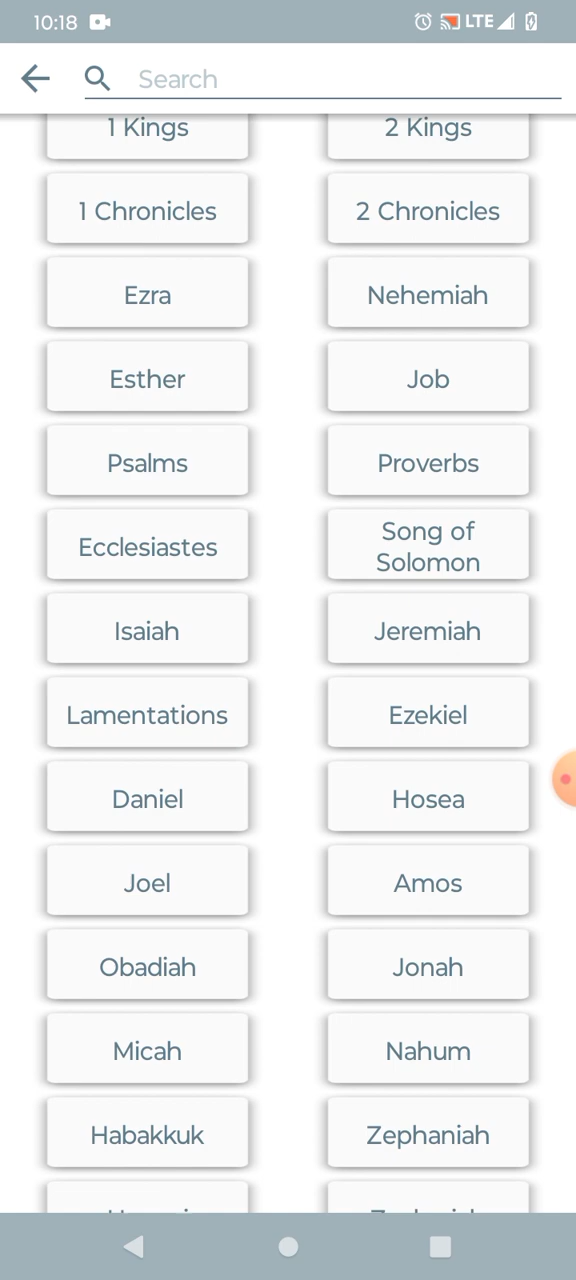 10:18
LTE
Search
1 Kings
2 Kings
1 Chronicles
2 Chronicles
Ezra
Nehemiah
Esther
Job
Psalms
Proverbs
Ecclesiastes
Song of
Solomon
Isaiah
Jeremiah
Lamentations
Ezekiel
Daniel
Hosea
Joel
Amos
Obadiah
Jonah
Micah
Nahum
Habakkuk
Zephaniah